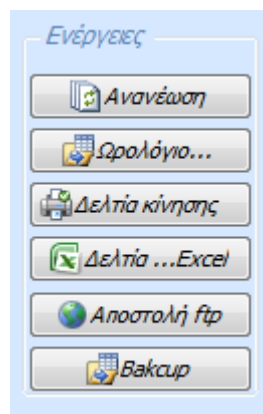 Ενέργειες
Ανανέωση
Ωρολόγιο...
Δελτία κίνησης
Δελτία ...Excel
Αποστολή ftp
Bakcup